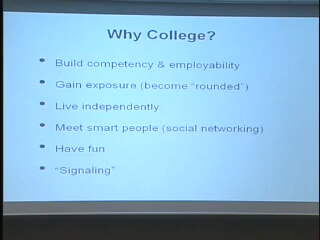 Why College?
• Build competency & employability
• Gain exposure (become “rounded”)
• Live independently
• Meet smart people (social networking)
• Have fun
• “Signaling”